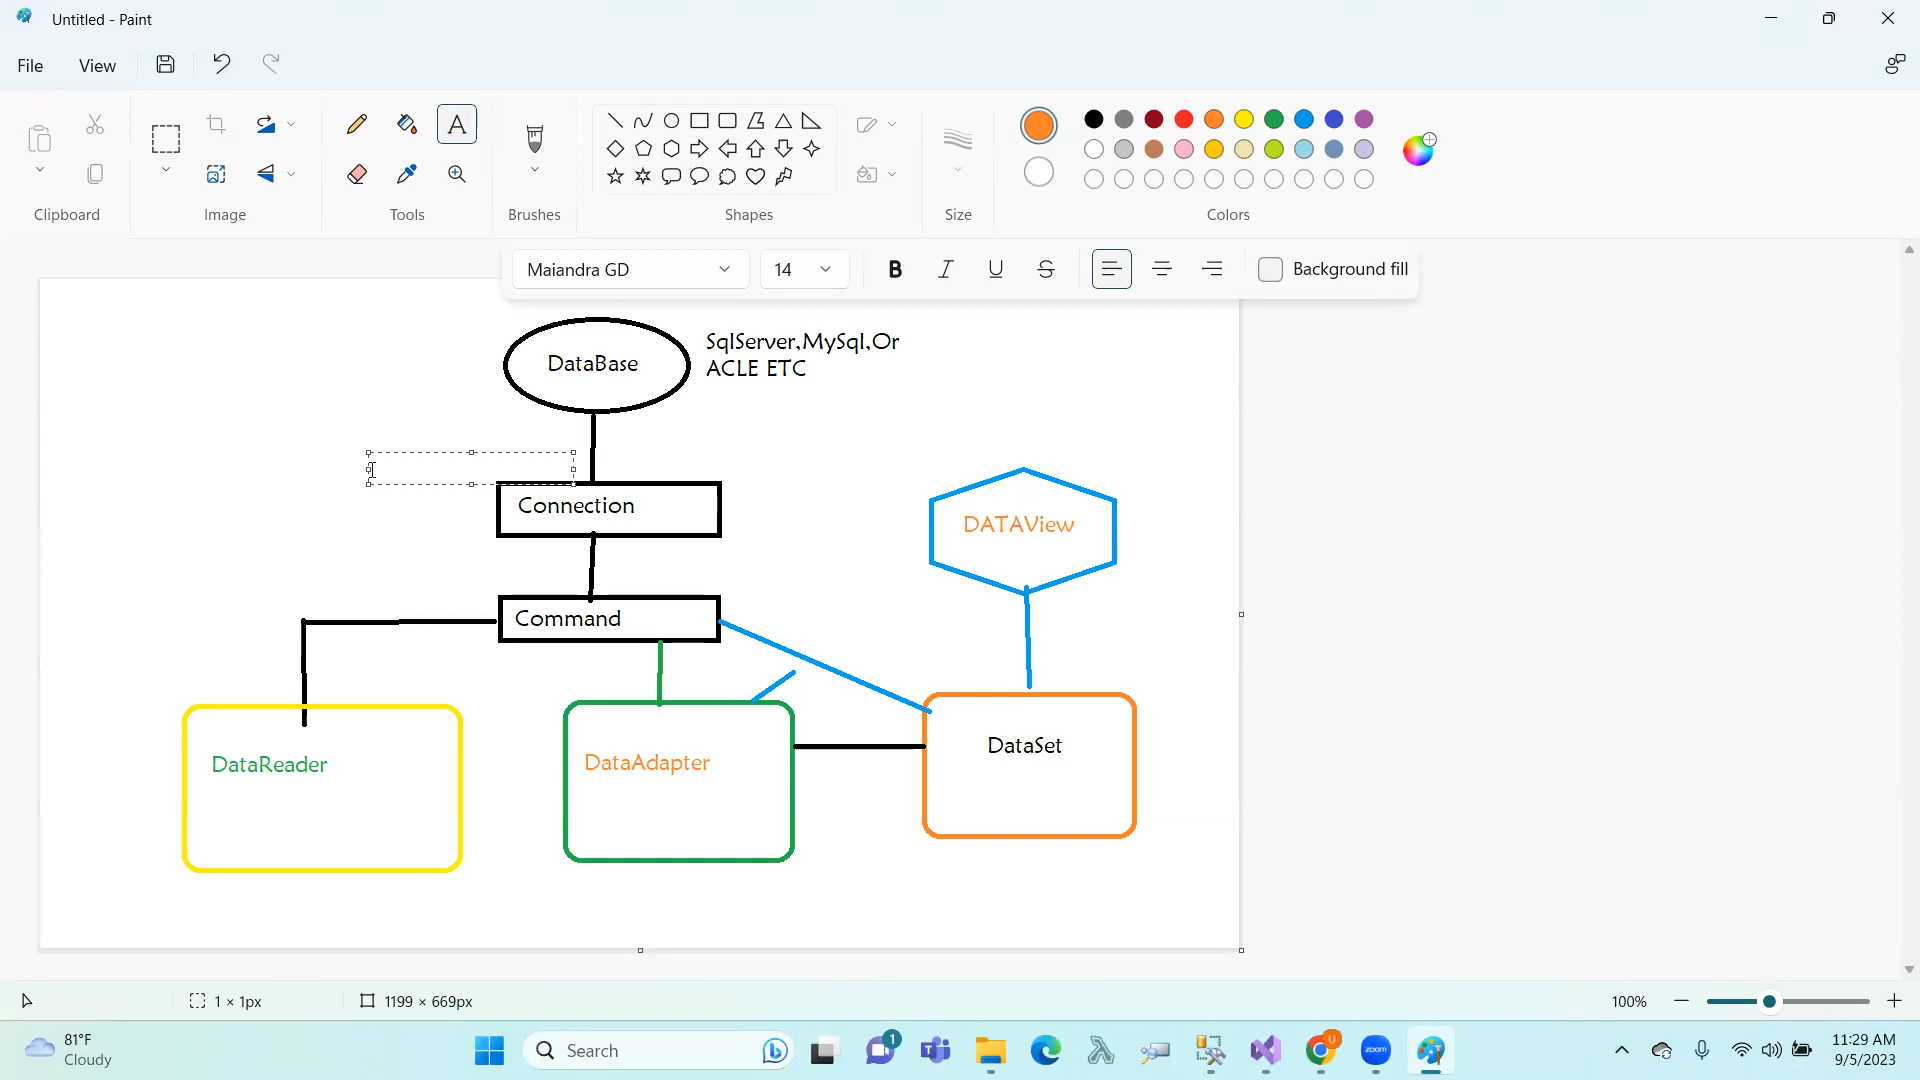 Untitled - Paint
File View
Clipboard
Image
Tools
Brushes
Shapes
Size
Colors
Maiandra GD
14
B I U S
Background fill
DataBase
SqlServer,MySql,Or
ACLE ETC
Connection
DATAView
Command
DataReader
DataAdapter
DataSet
1 × 1px
1199 × 669px
100%
81°F
Cloudy
Search
1
zoom
U
11:29 AM
9/5/2023